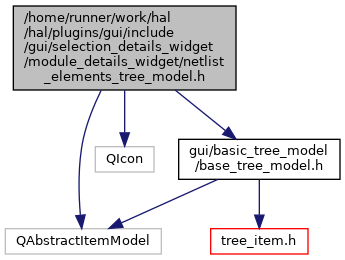 /home/runner/work/hal
/hal/plugins/gui/include
/gui/selection_details_widget
/module_details_widget/netlist
_elements_tree_model.h
QIcon
gui/basic_tree_model
/base_tree_model.h
QAbstractItemModel
tree_item.h